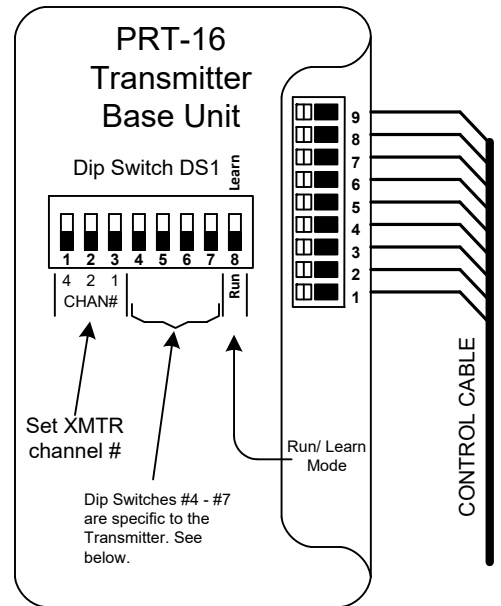 PRT-16
Transmitter
Base Unit
Dip Switch DS1
Learn
1 2 3 4 5 6 7 8
4 2 1
Run
CHAN#
Set XMTR
channel #
Dip Switches #4 - #7
are specific to the
Transmitter. See
below.
Run/ Learn
Mode
9
8
7
6
5
4
3
2
1
CONTROL CABLE